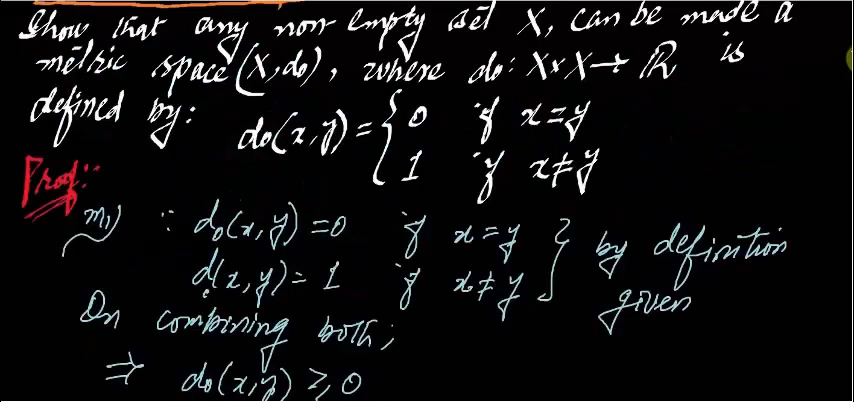 Show that any non-empty set X, can be made a
metric space (X, d₀), where d₀: X×X → ℝ is
defined by: d₀(x,y) = { 0 if x=y
1 if x≠y
Proof:-
M1) ∵ d₀(x,y) = 0 if x=y } by definition
d₀(x,y) = 1 if x≠y given
On combining both;
⇒ d₀(x,y) ≥ 0